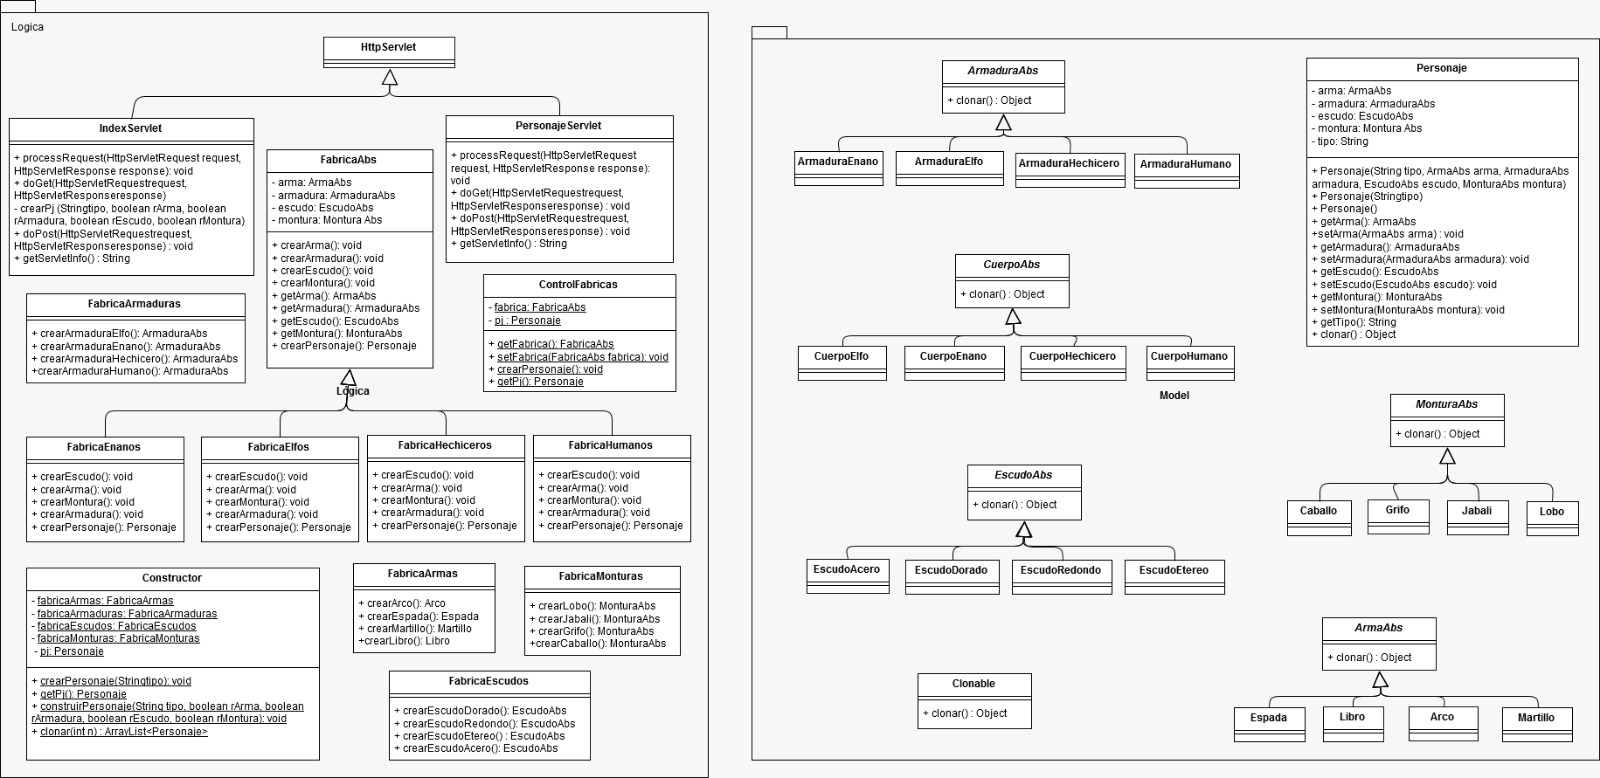 Logica
HttpServlet
IndexServlet
+ processRequest(HttpServletRequest request,
HttpServletResponse response): void
+ doGet(HttpServletRequestrequest,
HttpServletResponseresponse)
- crearPj (Stringtipo, boolean rArma, boolean
rArmadura, boolean rEscudo, boolean rMontura)
+ doPost(HttpServletRequestrequest,
HttpServletResponseresponse) : void
+ getServletInfo() : String
FabricaAbs
- arma: ArmaAbs
- armadura: ArmaduraAbs
- escudo: EscudoAbs
- montura: Montura Abs
+ crearArma(): void
+ crearArmadura(): void
+ crearEscudo(): void
+ crearMontura(): void
+ getArma(): ArmaAbs
+ getArmadura(): ArmaduraAbs
+ getEscudo(): EscudoAbs
+ getMontura(): MonturaAbs
+ crearPersonaje(): Personaje
PersonajeServlet
+ processRequest(HttpServletRequest
request, HttpServletResponse response):
void
+ doGet(HttpServletRequestrequest,
HttpServletResponseresponse) : void
+ doPost(HttpServletRequestrequest,
HttpServletResponseresponse) : void
+ getServletInfo() : String
FabricaArmaduras
+ crearArmaduraElfo(): ArmaduraAbs
+ crearArmaduraEnano(): ArmaduraAbs
+ crearArmaduraHechicero(): ArmaduraAbs
+crearArmaduraHumano(): ArmaduraAbs
ControlFabricas
- fabrica: FabricaAbs
- pj : Personaje
+ getFabrica(): FabricaAbs
+ setFabrica(FabricaAbs fabrica): void
+ crearPersonaje(): void
+ getPj(): Personaje
Lógica
FabricaEnanos
+ crearEscudo(): void
+ crearArma(): void
+ crearMontura(): void
+ crearArmadura(): void
+ crearPersonaje(): Personaje
FabricaElfos
+ crearEscudo(): void
+ crearArma(): void
+ crearMontura(): void
+ crearArmadura(): void
+ crearPersonaje(): Personaje
FabricaHechiceros
+ crearEscudo(): void
+ crearArma(): void
+ crearMontura(): void
+ crearArmadura(): void
+ crearPersonaje(): Personaje
FabricaHumanos
+ crearEscudo(): void
+ crearArma(): void
+ crearMontura(): void
+ crearArmadura(): void
+ crearPersonaje(): Personaje
Constructor
- fabricaArmas: FabricaArmas
- fabricaArmaduras: FabricaArmaduras
- fabricaEscudos: FabricaEscudos
- fabricaMonturas: FabricaMonturas
- pj: Personaje
+ crearPersonaje(Stringtipo): void
+ getPj(): Personaje
+ construirPersonaje(String tipo, boolean rArma, boolean
rArmadura, boolean rEscudo, boolean rMontura): void
+ clonar(int n) : ArrayList<Personaje>
FabricaArmas
+ crearArco(): Arco
+ crearEspada(): Espada
+ crearMartillo(): Martillo
+crearLibro(): Libro
FabricaMonturas
+ crearLobo(): MonturaAbs
+ crearJabali(): MonturaAbs
+ crearGrifo(): MonturaAbs
+crearCaballo(): MonturaAbs
FabricaEscudos
+ crearEscudoDorado(): EscudoAbs
+ crearEscudoRedondo(): EscudoAbs
+ crearEscudoEtereo() : EscudoAbs
+ crearEscudoAcero(): EscudoAbs
ArmaduraAbs
+ clonar() : Object
ArmaduraEnano
ArmaduraElfo
ArmaduraHechicero
ArmaduraHumano
Personaje
- arma: ArmaAbs
- armadura: ArmaduraAbs
- escudo: EscudoAbs
- montura: Montura Abs
- tipo: String
+ Personaje(String tipo, ArmaAbs arma, ArmaduraAbs
armadura, EscudoAbs escudo, MonturaAbs montura)
+ Personaje(Stringtipo)
+ Personaje()
+ getArma(): ArmaAbs
+setArma(ArmaAbs arma) : void
+ getArmadura(): ArmaduraAbs
+ setArmadura(ArmaduraAbs armadura): void
+ getEscudo(): EscudoAbs
+ setEscudo(EscudoAbs escudo): void
+ getMontura(): MonturaAbs
+ setMontura(MonturaAbs montura): void
+ getTipo(): String
+ clonar() : Object
CuerpoAbs
+ clonar() : Object
CuerpoElfo
CuerpoEnano
CuerpoHechicero
CuerpoHumano
Model
MonturaAbs
+ clonar() : Object
Caballo
Grifo
Jabali
Lobo
EscudoAbs
+ clonar() : Object
EscudoAcero
EscudoDorado
EscudoRedondo
EscudoEtereo
ArmaAbs
+ clonar() : Object
Espada
Libro
Arco
Martillo
Clonable
+ clonar() : Object